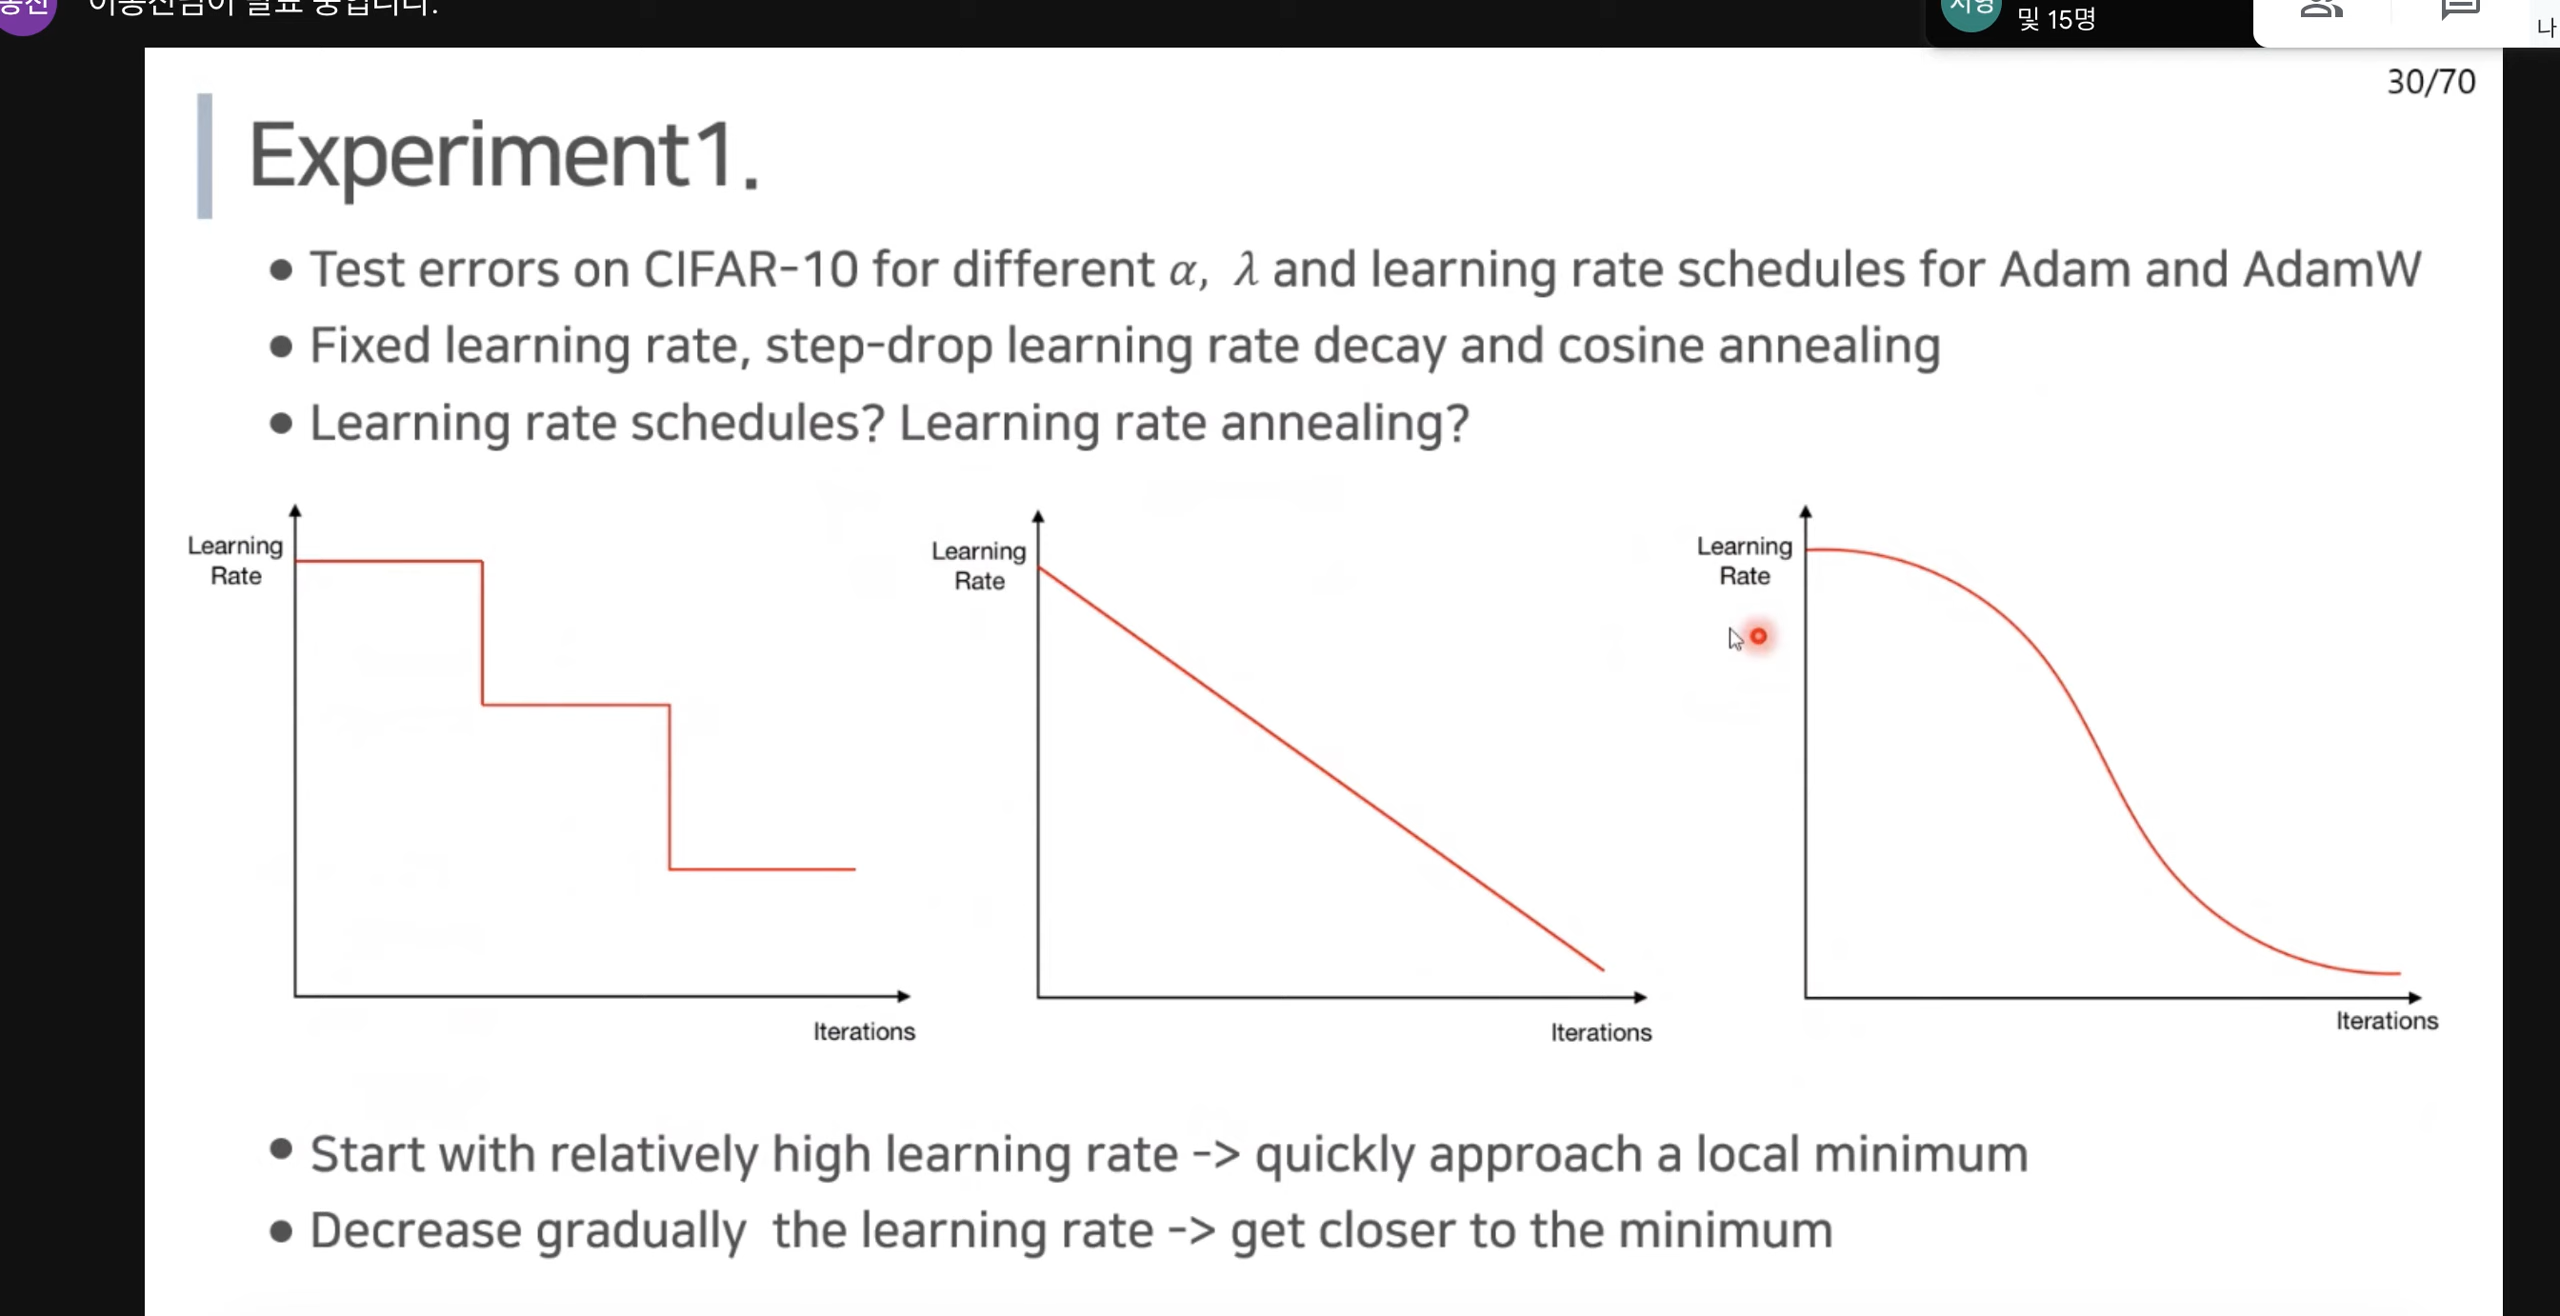 및 15명
나
30/70
Experiment1.
● Test errors on CIFAR-10 for different α, λ and learning rate schedules for Adam and AdamW
● Fixed learning rate, step-drop learning rate decay and cosine annealing
● Learning rate schedules? Learning rate annealing?
Learning
Rate
Iterations
Learning
Rate
Iterations
Learning
Rate
Iterations
● Start with relatively high learning rate -> quickly approach a local minimum
● Decrease gradually  the learning rate -> get closer to the minimum